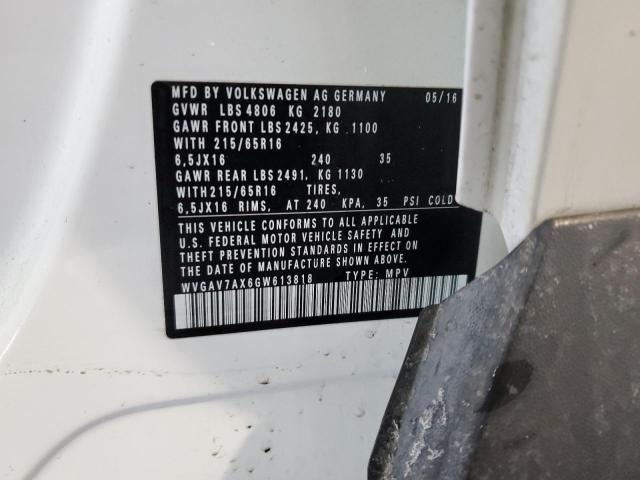 MFD BY VOLKSWAGEN AG GERMANY 05/16
GVWR LBS 4806 KG 2180
GAWR FRONT LBS 2425, KG 1100
WITH 215/65R16
6,5JX16 240 35
GAWR REAR LBS 2491, KG 1130
WITH 215/65R16 TIRES,
6,5JX16 RIMS, AT 240 KPA, 35 PSI COLD
THIS VEHICLE CONFORMS TO ALL APPLICABLE
U.S. FEDERAL MOTOR VEHICLE SAFETY AND
THEFT PREVENTION STANDARDS IN EFFECT ON
THE DATE OF MANUFACTURE SHOWN ABOVE.
WVGAV7AX6GW613818 TYPE: MPV